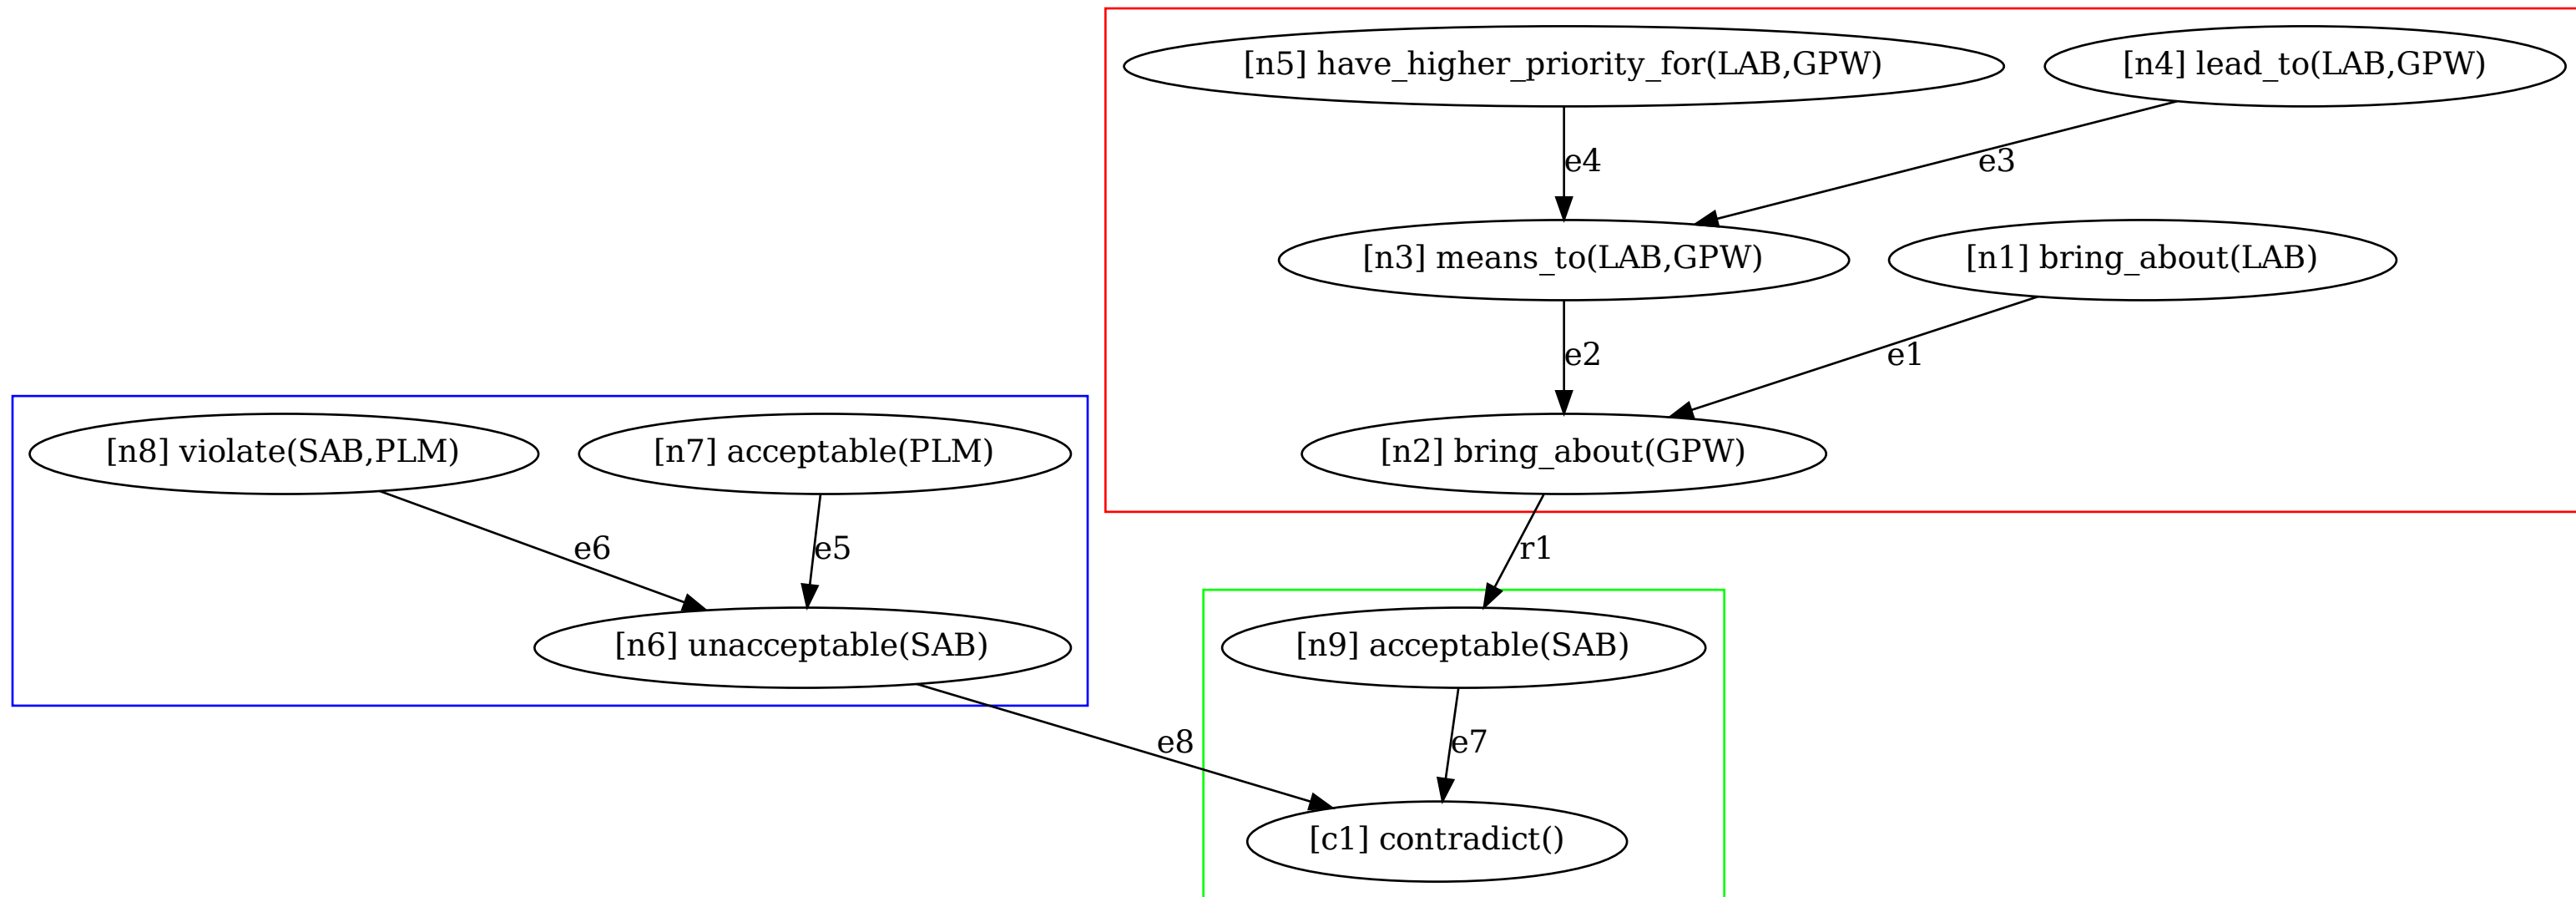 [n5] have_higher_priority_for(LAB,GPW)
[n4] lead_to(LAB,GPW)
e4
e3
[n3] means_to(LAB,GPW)
[n1] bring_about(LAB)
e2
e1
[n8] violate(SAB,PLM)
[n7] acceptable(PLM)
[n2] bring_about(GPW)
e6
e5
r1
[n6] unacceptable(SAB)
[n9] acceptable(SAB)
e8
e7
[c1] contradict()